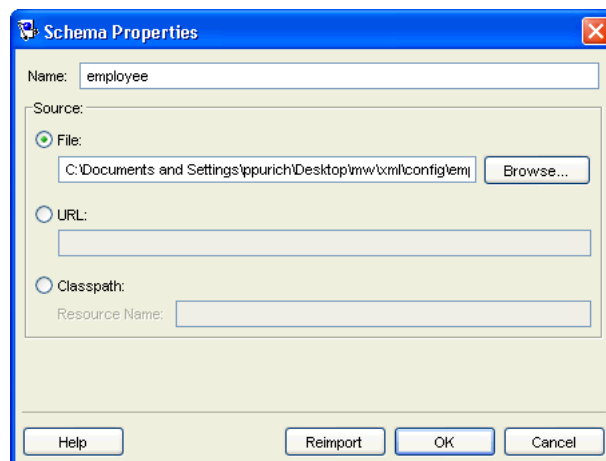 Schema Properties
Name: employee
Source:
File:
C:\Documents and Settings\ppurich\Desktop\mw\xml\config\emp Browse...
URL:
Classpath:
Resource Name:
Help Reimport OK Cancel